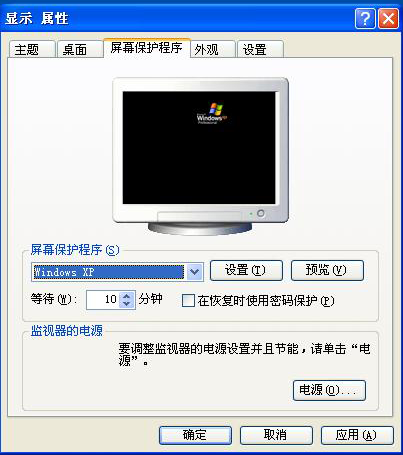 显示 属性
主题 桌面 屏幕保护程序 外观 设置
Windows xp
Professional
屏幕保护程序(S)
Windows XP 设置(T) 预览(V)
等待(W): 10 分钟 在恢复时使用密码保护(P)
监视器的电源
要调整监视器的电源设置并且节能，请单击“电
源”。
电源(O)...
确定 取消 应用(A)